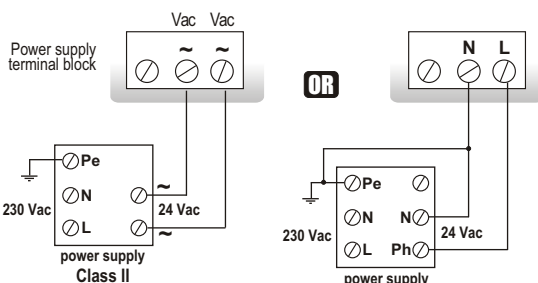 Vac Vac
Power supply
terminal block
~ ~
Pe
N
L
230 Vac
~
24 Vac
~
power supply
Class II
OR
N L
Pe
N N
L Ph
230 Vac
24 Vac
power supply